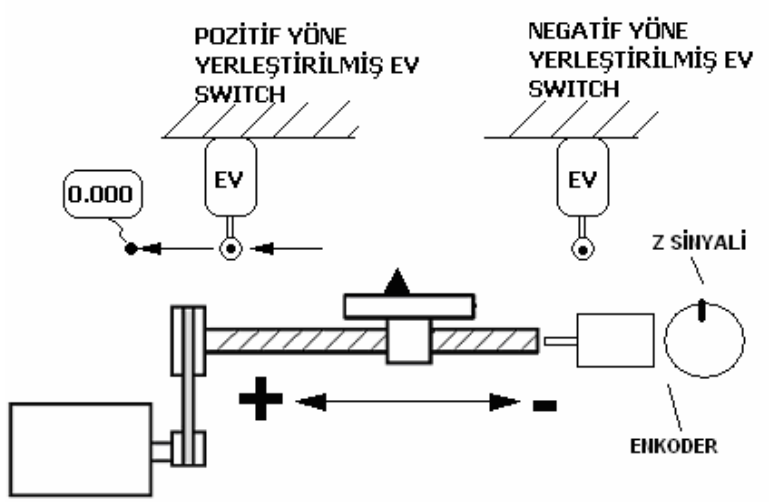 POZİTİF YÖNE
YERLEŞTİRİLMİŞ EV
SWITCH
NEGATİF YÖNE
YERLEŞTİRİLMİŞ EV
SWITCH
EV
EV
0.000
Z SİNYALİ
+
-
ENKODER